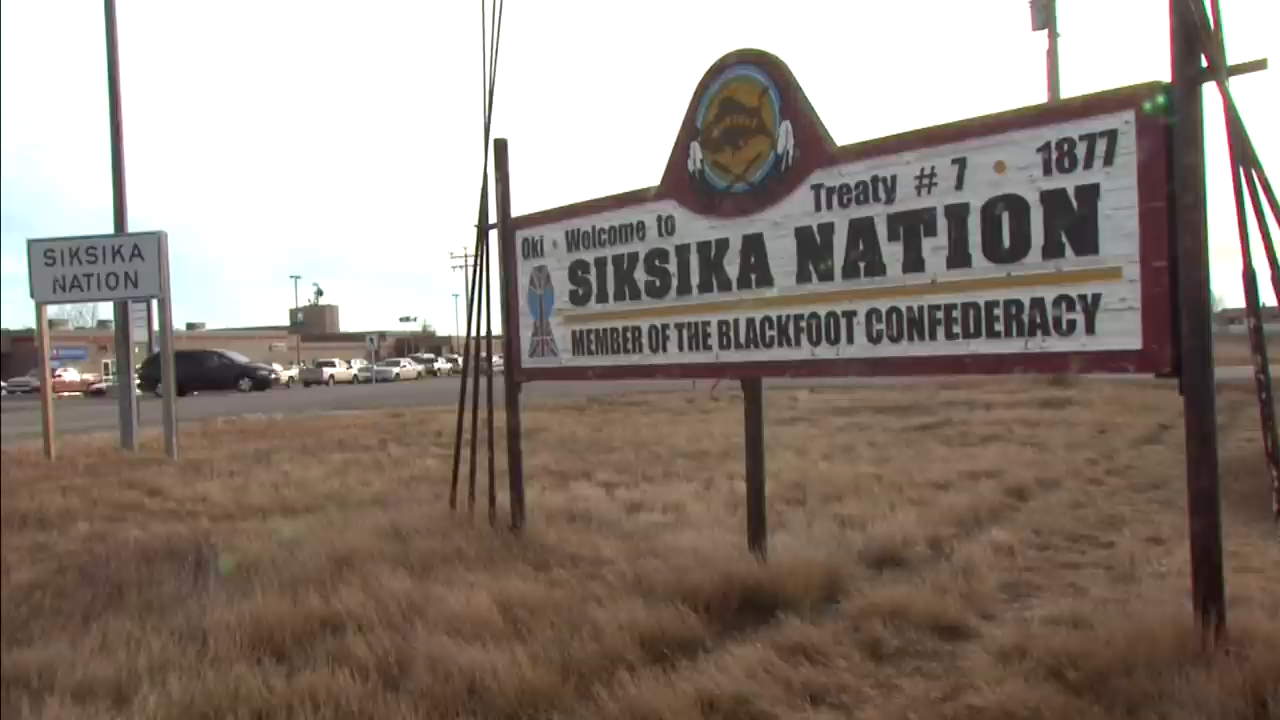 SIKSIKA
NATION
Oki • Welcome to
Treaty # 7 • 1877
SIKSIKA NATION
MEMBER OF THE BLACKFOOT CONFEDERACY